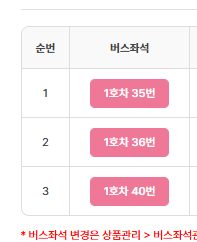 순번 버스좌석
1 1호차 35번
2 1호차 36번
3 1호차 40번
* 버스좌석 변경은 상품관리 > 버스좌석